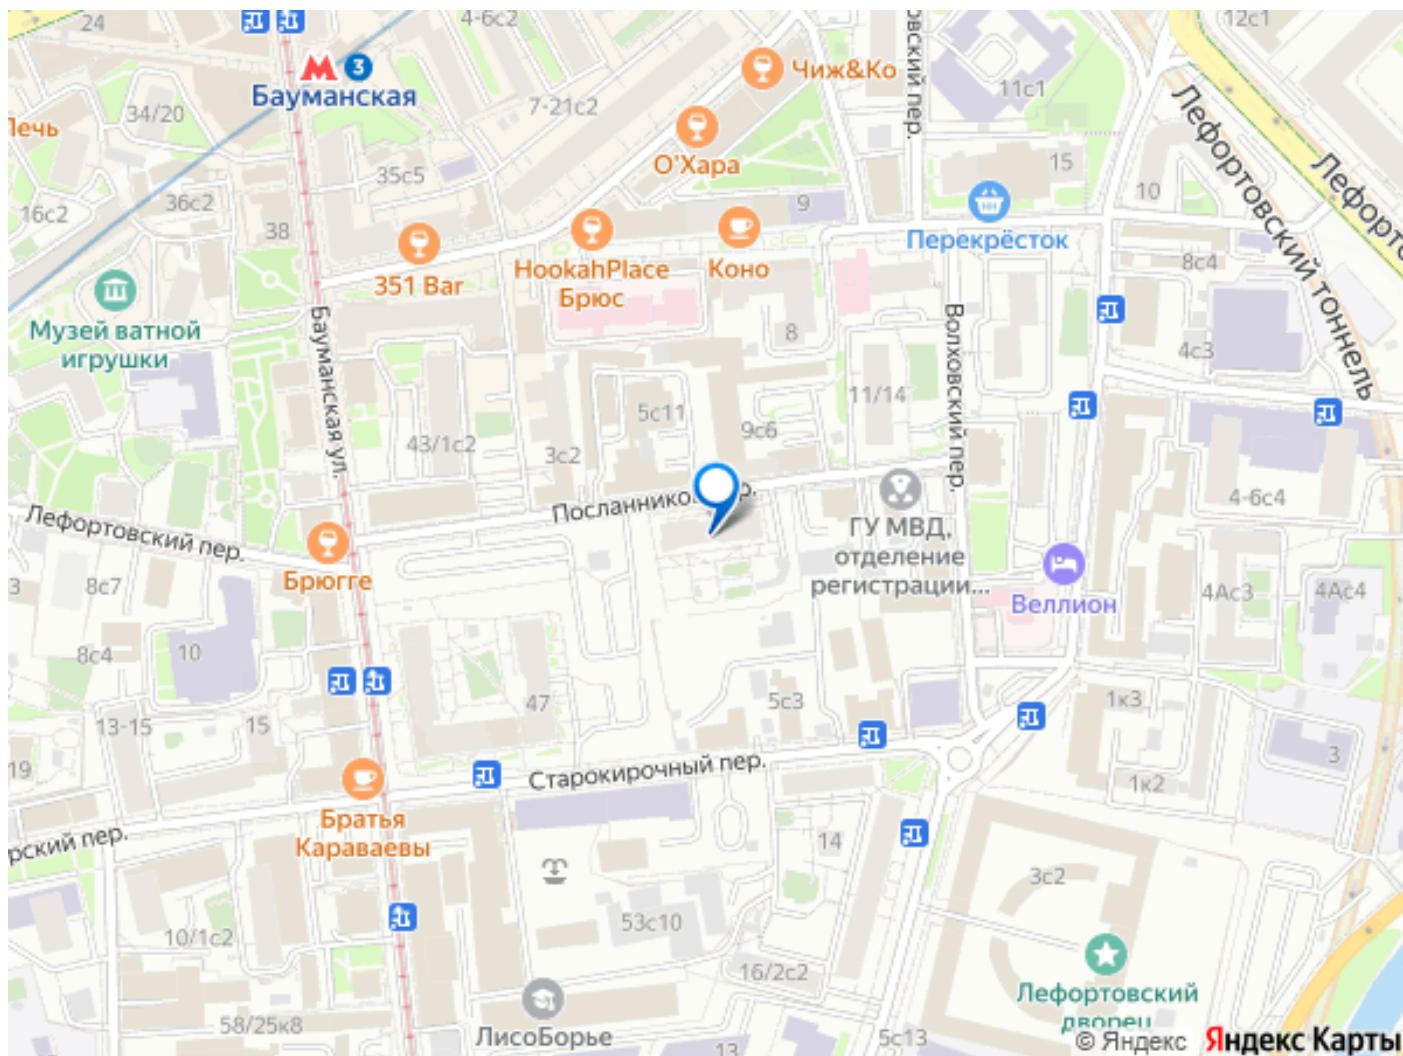 24
4-6с2
12с1
Бауманская
3
Чиж&Ко
11с1
7-21с2
34/20
О'Хара
15
10
Лефортовский тоннель
35с5
36с2
16с2
38
9
Перекрёсток
351 Bar
HookahPlace
Брюс
Коно
8с4
Музей ватной
игрушки
Бауманская ул.
8
Волховский пер.
4с3
11/14
5с11
9с6
43/1с2
3с2
4-6с4
Лефортовский пер.
ГУ МВД,
отделение
регистрации...
Брюгге
Веллион
3
8с7
4Ас3
4Ас4
10
8с4
47
5с3
1к3
13-15
15
19
3
Старокирочный пер.
1к2
Братья
Караваевы
14
3с2
53с10
10/1с2
16/2с2
Лефортовский
дворец
58/25к8
ЛисоБорье
13
5с13
© Яндекс
Яндекс Карты